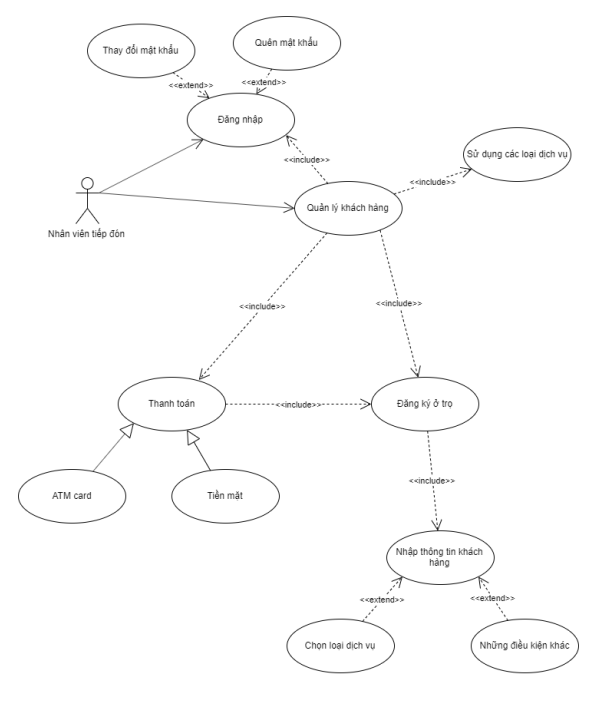 Quên mật khẩu
Thay đổi mật khẩu
<<extend>>
<<extend>>
Đăng nhập
Sử dụng các loại dịch vụ
<<include>>
<<include>>
Quản lý khách hàng
Nhân viên tiếp đón
<<include>>
<<include>>
Thanh toán
<<include>>
Đăng ký ở trọ
<<include>>
ATM card
Tiền mặt
Nhập thông tin khách
hàng
<<extend>>
<<extend>>
Chọn loại dịch vụ
Những điều kiện khác